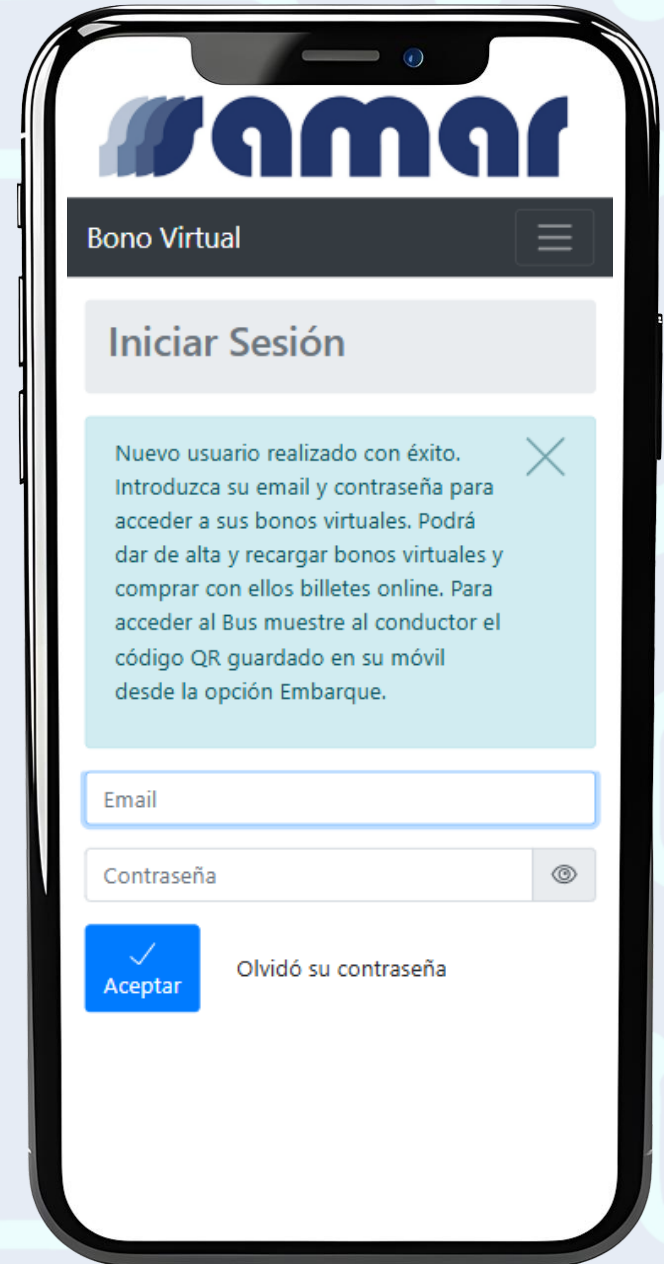 samar
Bono Virtual
Iniciar Sesión
Nuevo usuario realizado con éxito.
Introduzca su email y contraseña para
acceder a sus bonos virtuales. Podrá
dar de alta y recargar bonos virtuales y
comprar con ellos billetes online. Para
acceder al Bus muestre al conductor el
código QR guardado en su móvil
desde la opción Embarque.
Email
Contraseña
Aceptar
Olvidó su contraseña